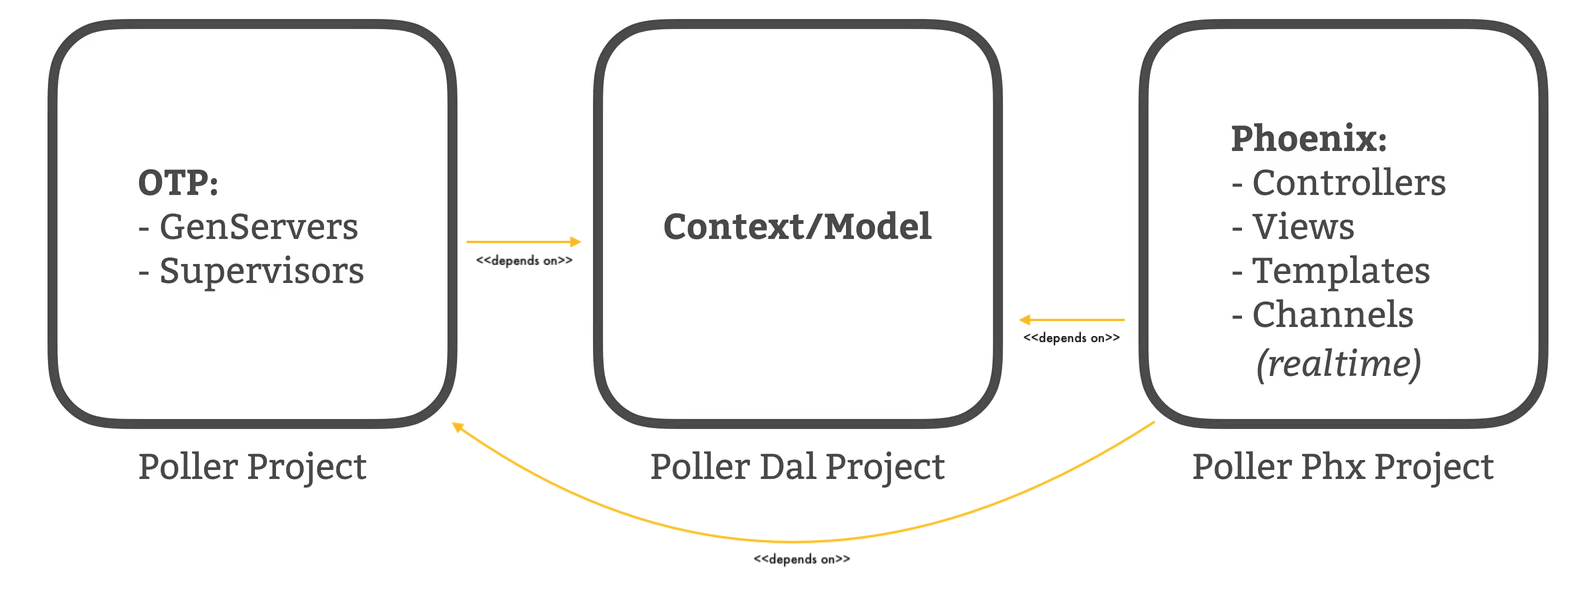 OTP:
- GenServers
- Supervisors
<<depends on>>
Context/Model
<<depends on>>
Phoenix:
- Controllers
- Views
- Templates
- Channels
(realtime)
Poller Project
Poller Dal Project
Poller Phx Project
<<depends on>>